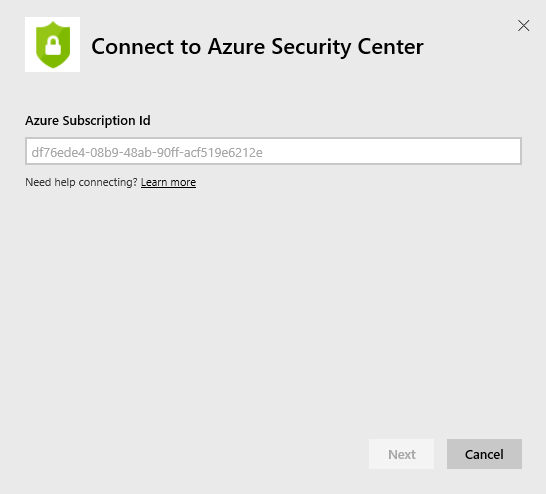 Connect to Azure Security Center
Azure Subscription Id
df76ede4-08b9-48ab-90ff-acf519e6212e
Need help connecting? Learn more
Next
Cancel